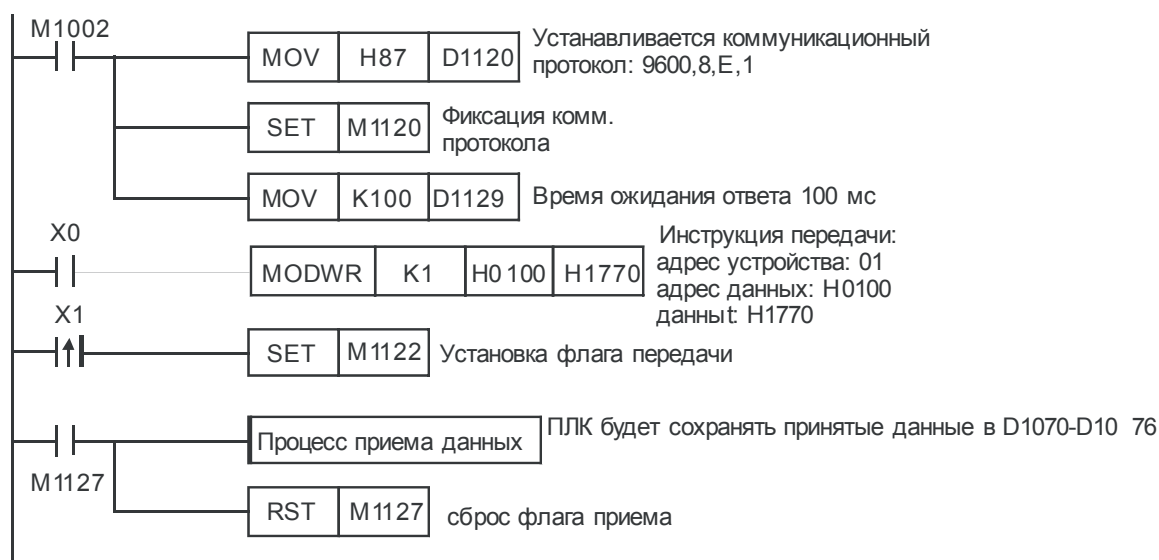 M1002
MOV H87 D1120
Устанавливается коммуникационный
протокол: 9600,8,E,1
SET M1120
Фиксация комм.
протокола
MOV K100 D1129
Время ожидания ответа 100 мс
X0
MODWR K1 H0100 H1770
Инструкция передачи:
адрес устройства: 01
адрес данных: H0100
данныt: H1770
X1
SET M1122
Установка флага передачи
M1127
Процесс приема данных
ПЛК будет сохранять принятые данные в D1070-D10 76
RST M1127
сброс флага приема